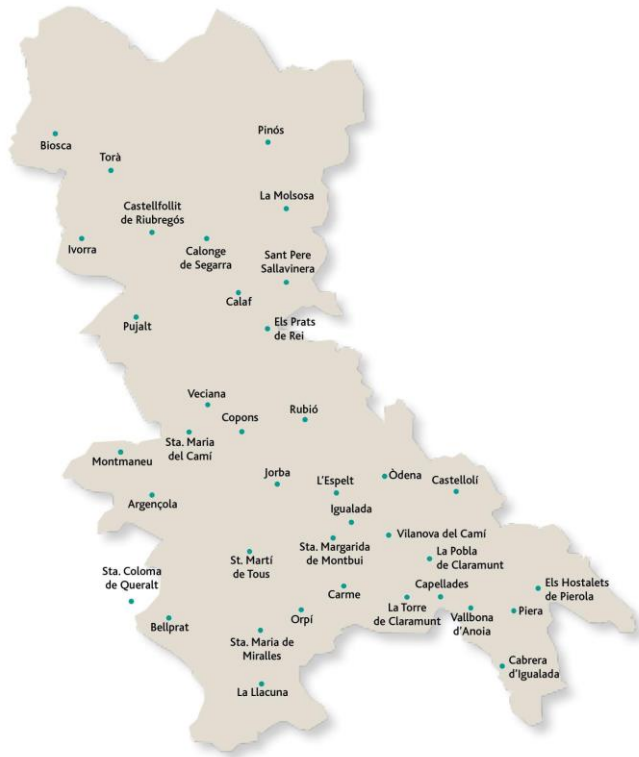 Pinós
Biosca
Torà
La Molsosa
Castellfollit
de Riubregós
Ivorra
Calonge
de Segarra
Sant Pere
Sallavinera
Calaf
Pujalt
Els Prats
de Rei
Veciana
Copons
Rubió
Sta. Maria
del Camí
Montmaneu
Jorba
L'Espelt
Òdena
Castellolí
Argençola
Igualada
Vilanova del Camí
Sta. Margarida
de Montbui
St. Martí
de Tous
La Pobla
de Claramunt
Sta. Coloma
de Queralt
Carme
Capellades
Els Hostalets
de Pierola
La Torre
de Claramunt
Orpí
Vallbona
d'Anoia
Piera
Bellprat
Sta. Maria de
Miralles
Cabrera
d'Igualada
La Llacuna